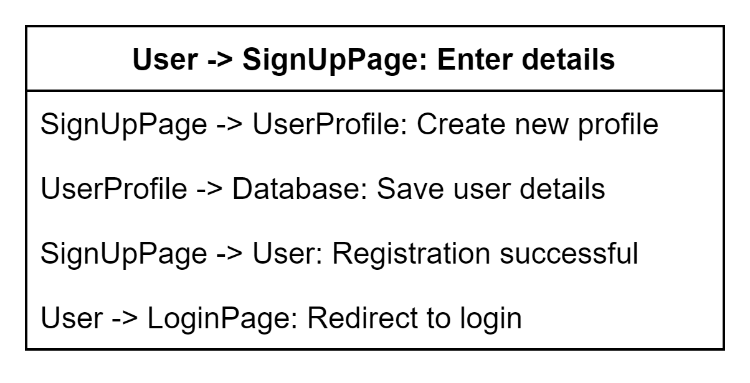 User -> SignUpPage: Enter details
SignUpPage -> UserProfile: Create new profile
UserProfile -> Database: Save user details
SignUpPage -> User: Registration successful
User -> LoginPage: Redirect to login